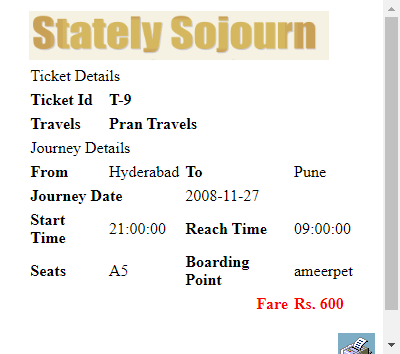 Stately Sojourn
Ticket Details
Ticket Id T-9
Travels Pran Travels
Journey Details
From Hyderabad To Pune
Journey Date 2008-11-27
Start Time 21:00:00 Reach Time 09:00:00
Seats A5 Boarding Point ameerpet
Fare Rs. 600